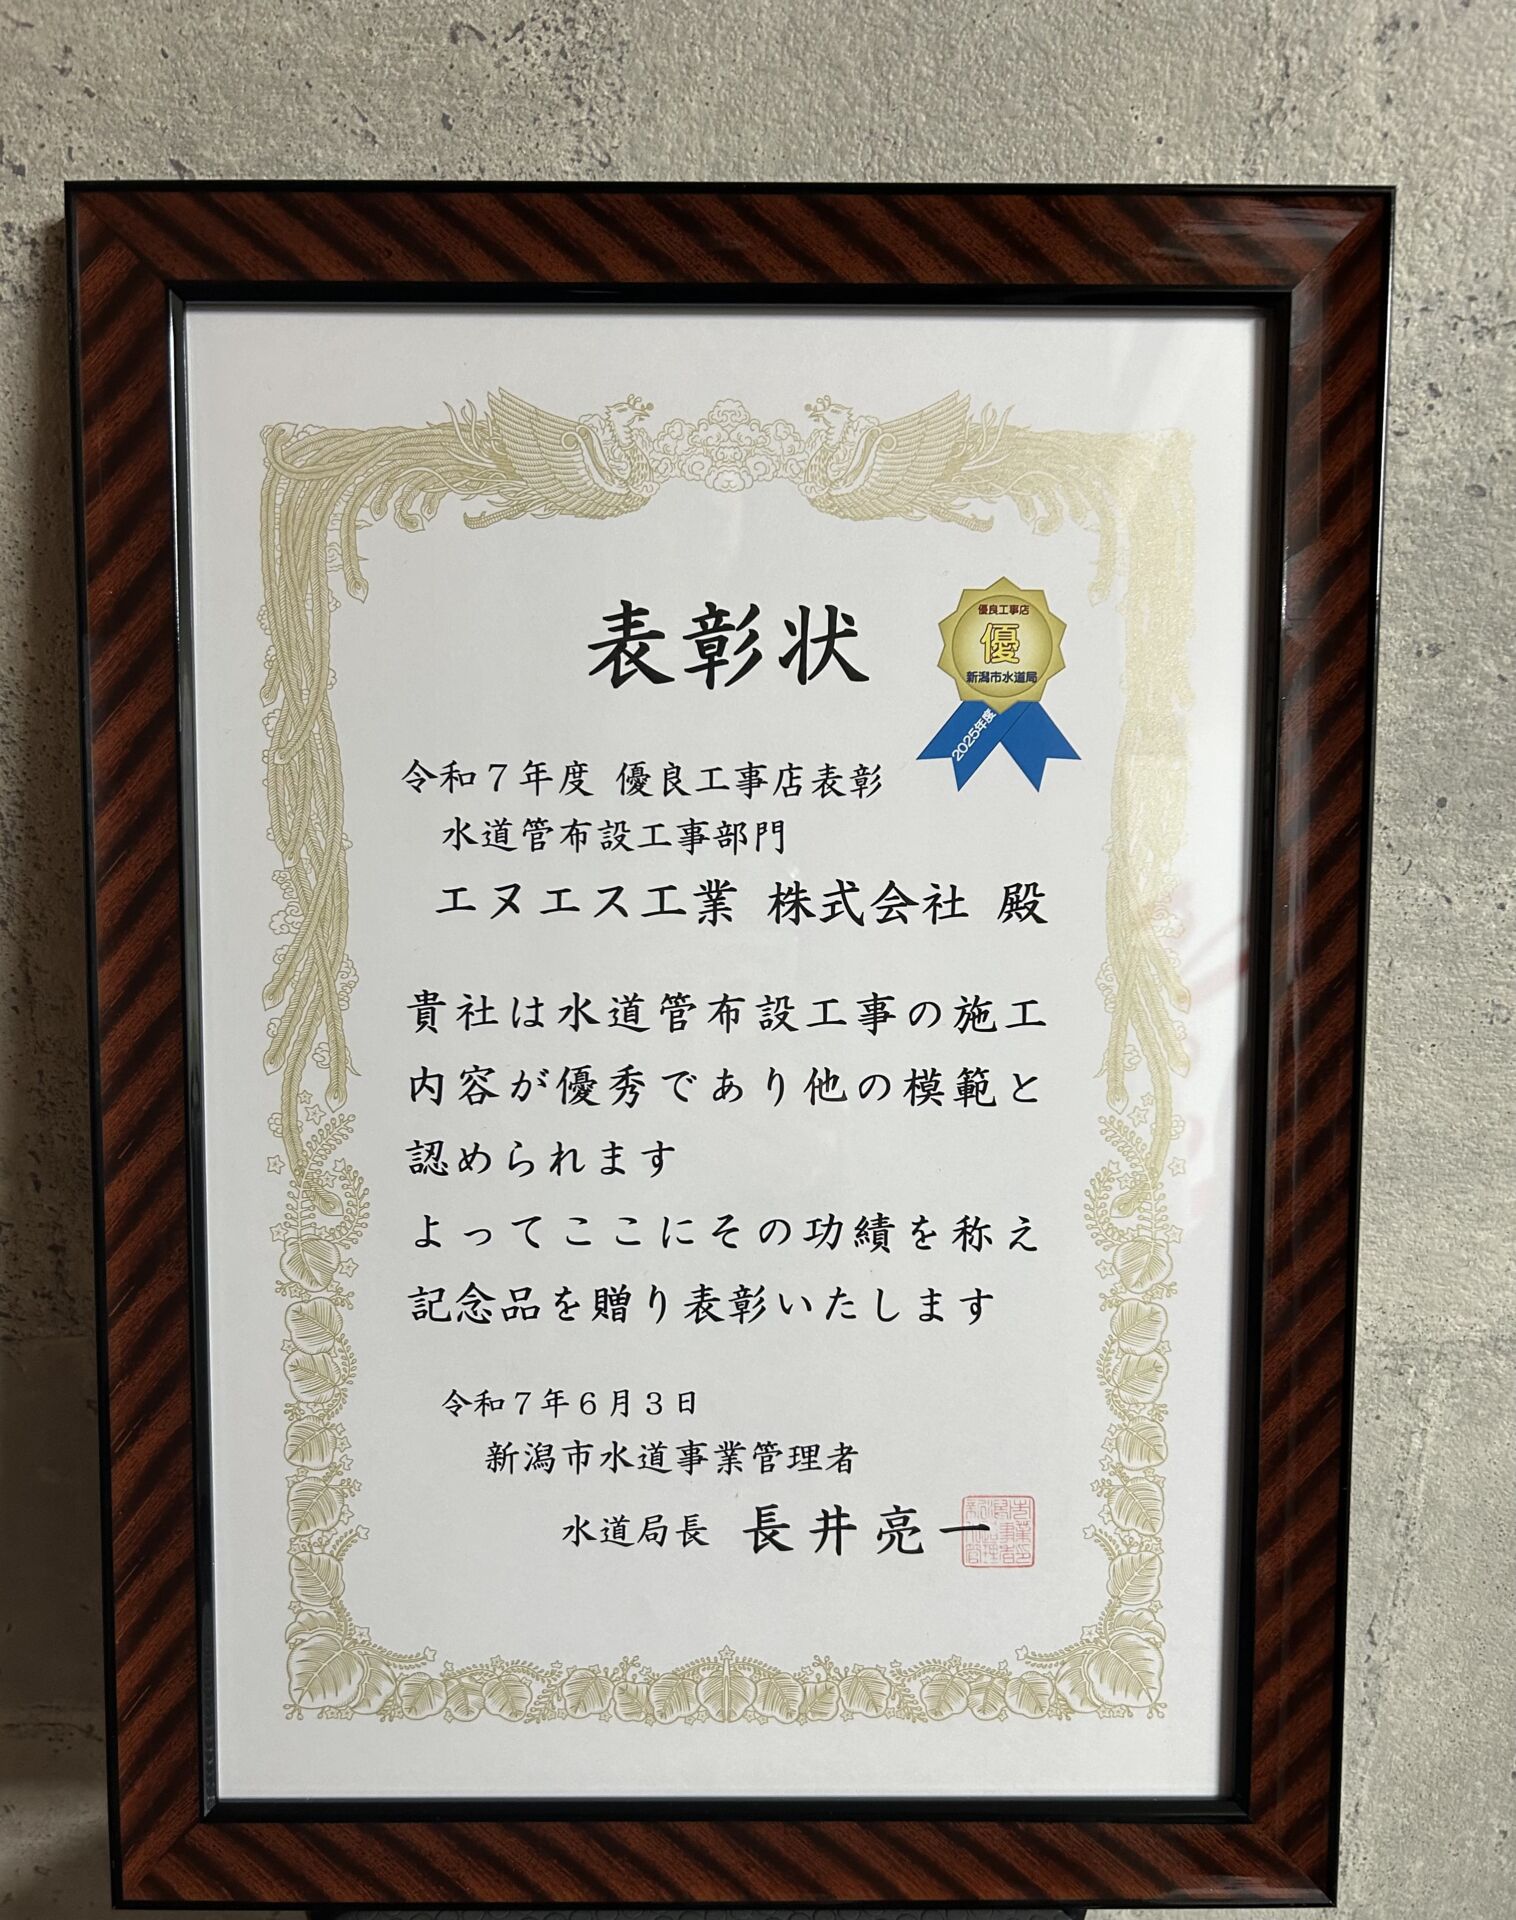 表彰状
優良工事店
優
新潟市水道局
2025年度
令和７年度 優良工事店表彰
水道管布設工事部門
エヌエス工業 株式会社 殿
貴社は水道管布設工事の施工
内容が優秀であり他の模範と
認められます
よってここにその功績を称え
記念品を贈り表彰いたします
令和７年６月３日
新潟市水道事業管理者
水道局長 長井亮一